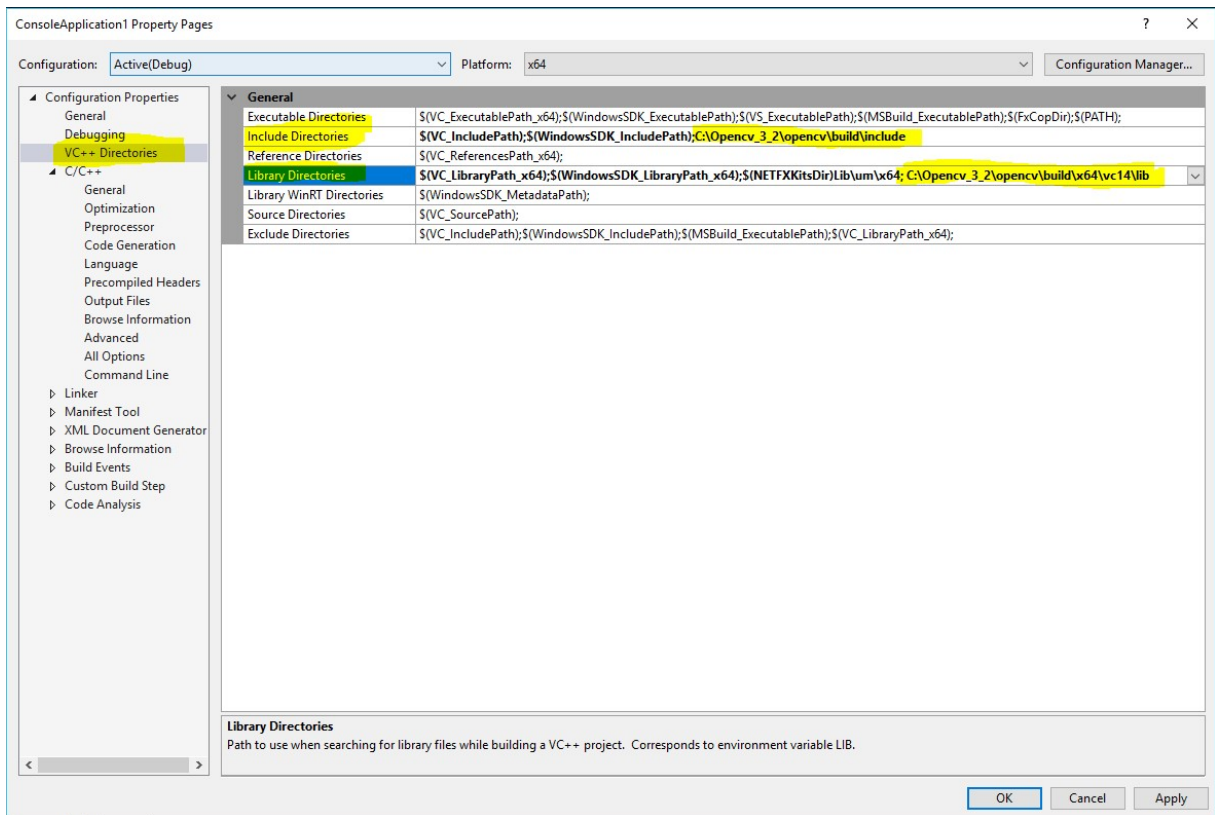 ConsoleApplication1 Property Pages ? ×
Configuration: Active(Debug) Platform: x64 Configuration Manager...
Configuration Properties
General
Debugging
VC++ Directories
C/C++
General
Optimization
Preprocessor
Code Generation
Language
Precompiled Headers
Output Files
Browse Information
Advanced
All Options
Command Line
Linker
Manifest Tool
XML Document Generator
Browse Information
Build Events
Custom Build Step
Code Analysis
General
Executable Directories $(VC_ExecutablePath_x64);$(WindowsSDK_ExecutablePath);$(VS_ExecutablePath);$(MSBuild_ExecutablePath);$(FxCopDir);$(PATH);
Include Directories $(VC_IncludePath);$(WindowsSDK_IncludePath);C:\Opencv_3_2\opencv\build\include
Reference Directories $(VC_ReferencesPath_x64);
Library Directories $(VC_LibraryPath_x64);$(WindowsSDK_LibraryPath_x64);$(NETFXKitsDir)Lib\um\x64; C:\Opencv_3_2\opencv\build\x64\vc14\lib
Library WinRT Directories $(WindowsSDK_MetadataPath);
Source Directories $(VC_SourcePath);
Exclude Directories $(VC_IncludePath);$(WindowsSDK_IncludePath);$(MSBuild_ExecutablePath);$(VC_LibraryPath_x64);
Library Directories
Path to use when searching for library files while building a VC++ project. Corresponds to environment variable LIB.
OK Cancel Apply